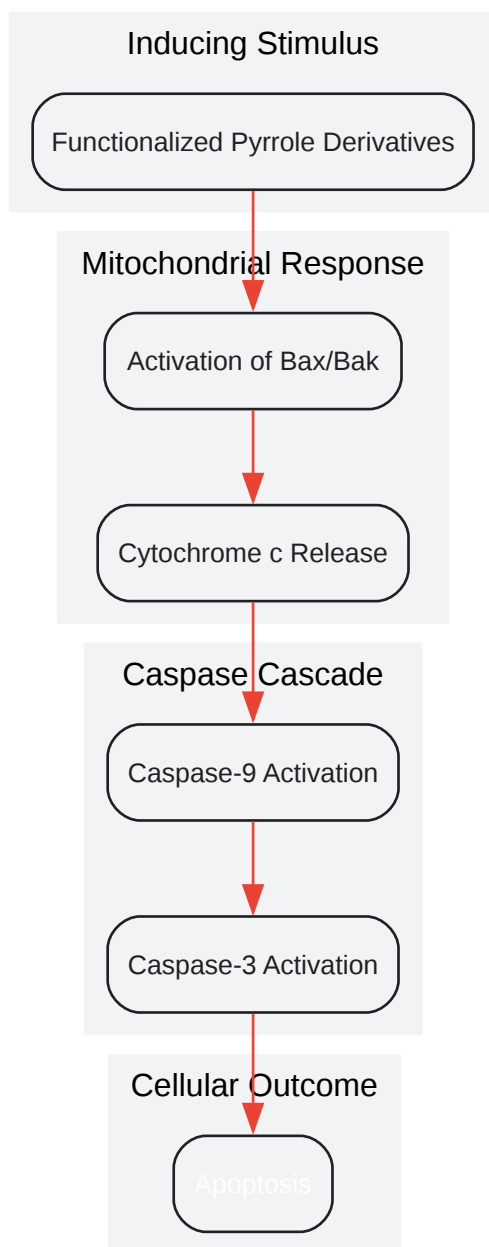 Inducing Stimulus
Functionalized Pyrrole Derivatives
Mitochondrial Response
Activation of Bax/Bak
Cytochrome c Release
Caspase Cascade
Caspase-9 Activation
Caspase-3 Activation
Cellular Outcome
Apoptosis